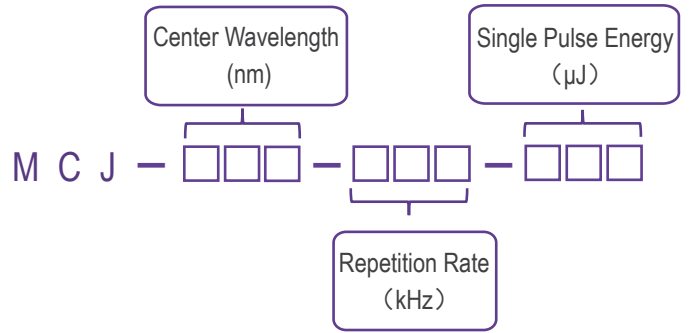 Center Wavelength
(nm)
Single Pulse Energy
（μJ）
M C J — □□□ — □□□ — □□□
Repetition Rate
（kHz）